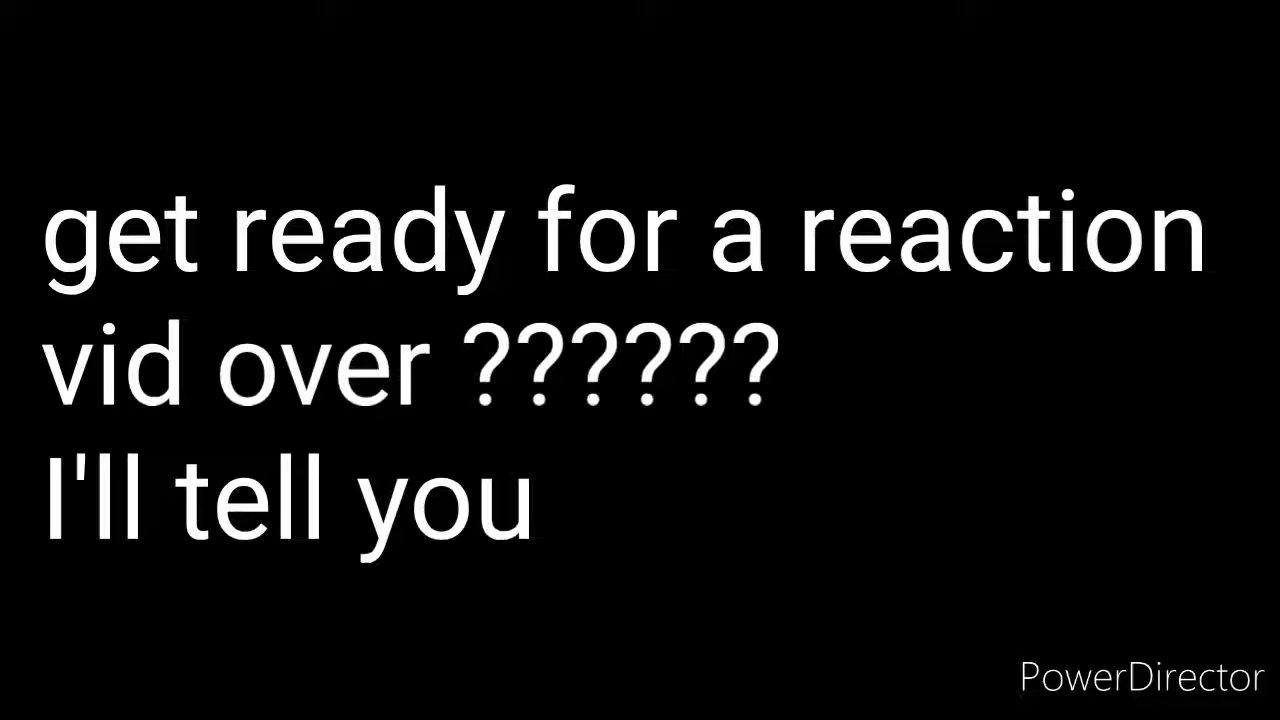 get ready for a reaction
vid over ??????
I'll tell you
PowerDirector